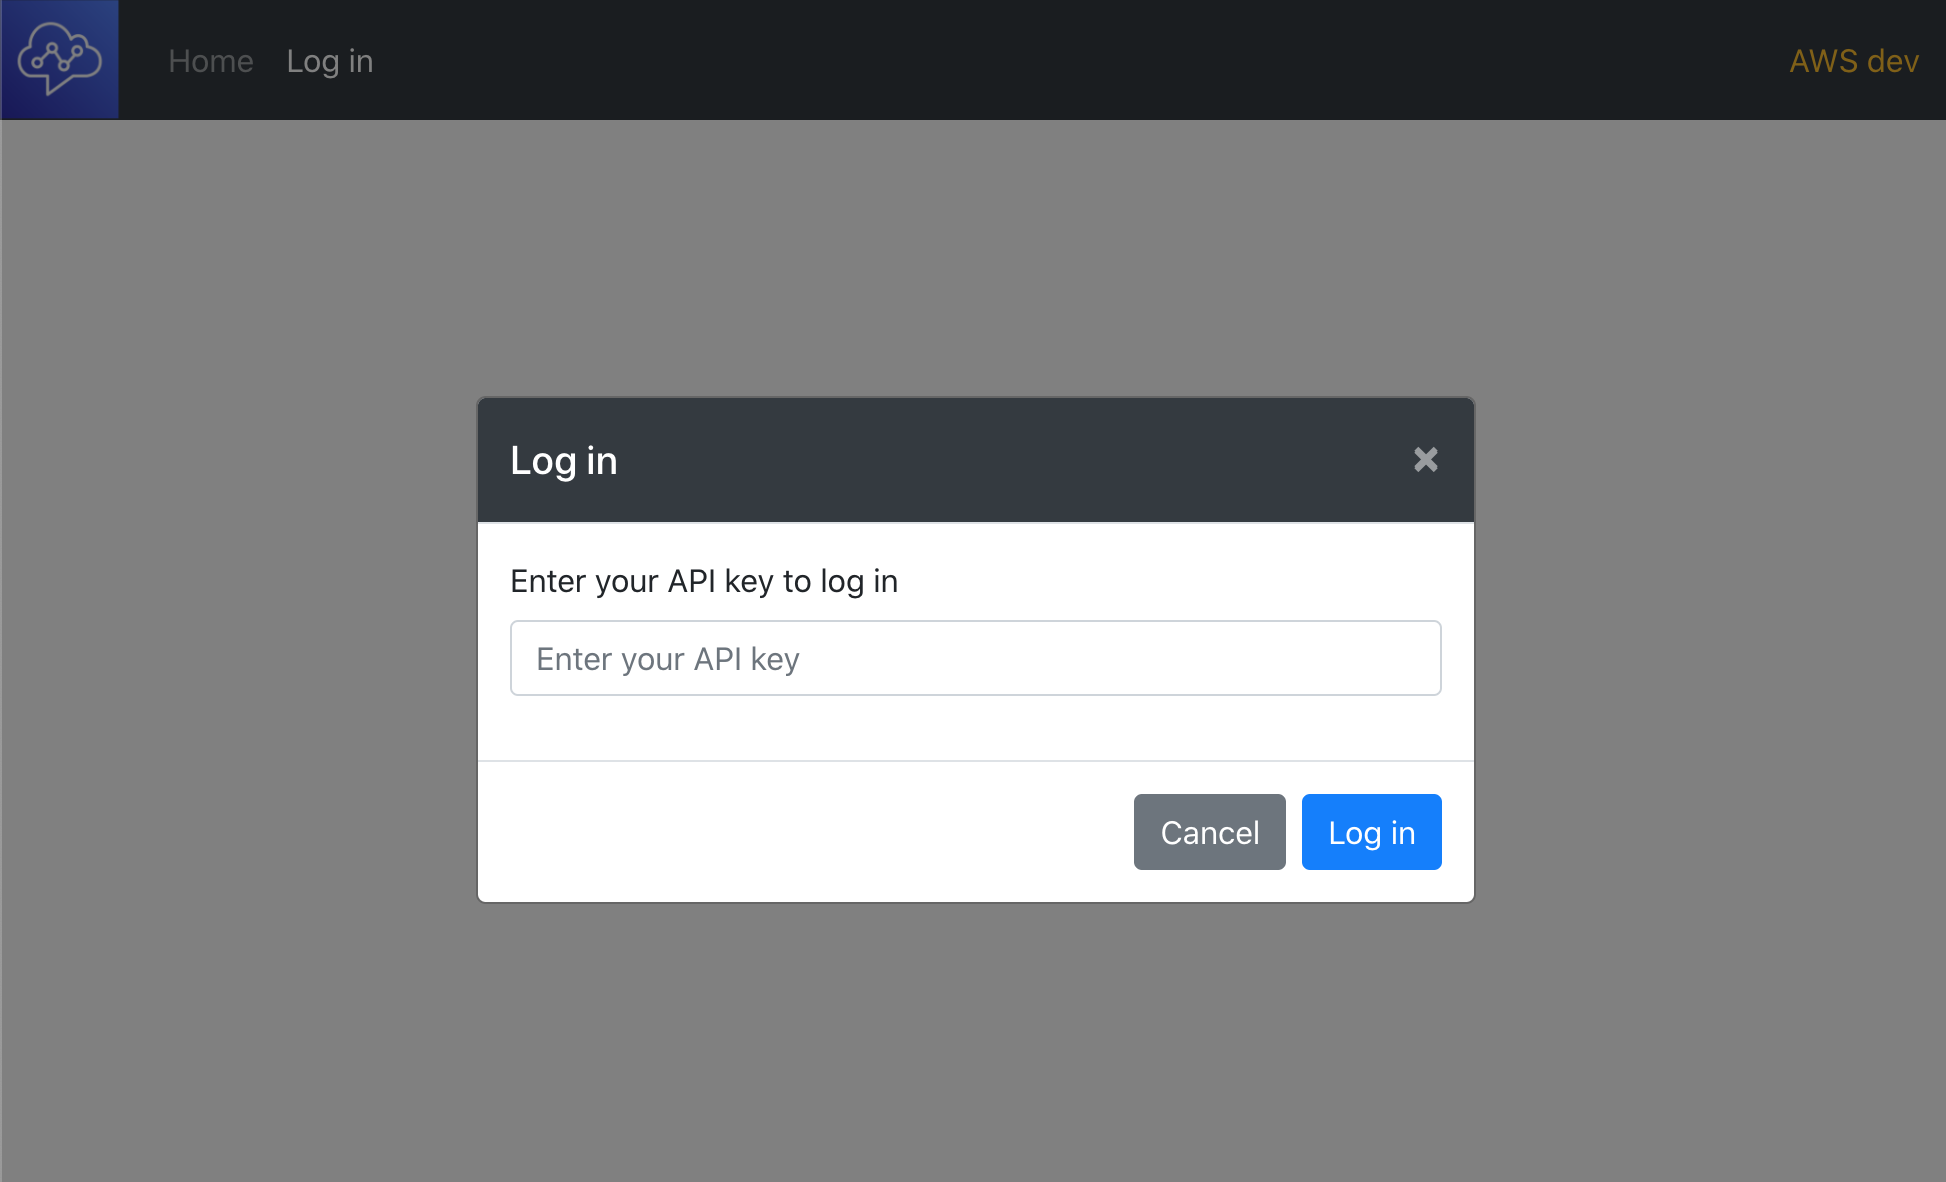 Home Log in AWS dev
Log in ×
Enter your API key to log in
Enter your API key
Cancel Log in